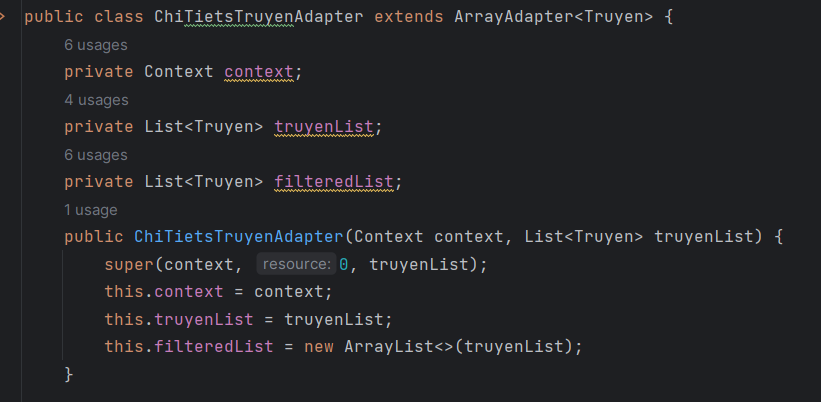 public class ChiTietsTruyenAdapter extends ArrayAdapter<Truyen> {
6 usages
private Context context;
4 usages
private List<Truyen> truyenList;
6 usages
private List<Truyen> filteredList;
1 usage
public ChiTietsTruyenAdapter(Context context, List<Truyen> truyenList) {
super(context, resource: 0, truyenList);
this.context = context;
this.truyenList = truyenList;
this.filteredList = new ArrayList<>(truyenList);
}